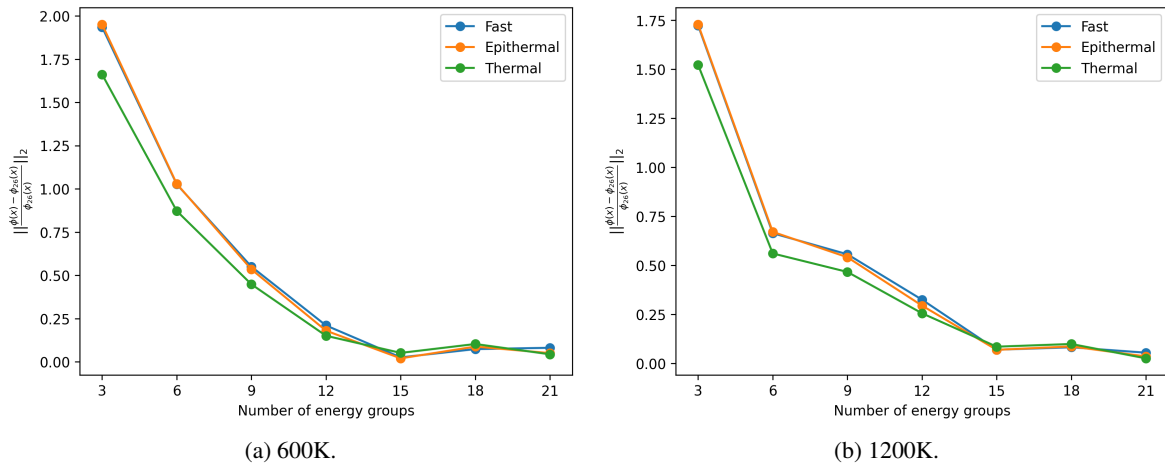 2.00
1.75
1.50
1.25
1.00
0.75
0.50
0.25
0.00
||ϕ(x) − ϕ₂₆(x) / ϕ₂₆(x)||₂
Fast
Epithermal
Thermal
3 6 9 12 15 18 21
Number of energy groups
(a) 600K.
1.75
1.50
1.25
1.00
0.75
0.50
0.25
0.00
||ϕ(x) − ϕ₂₆(x) / ϕ₂₆(x)||₂
Fast
Epithermal
Thermal
3 6 9 12 15 18 21
Number of energy groups
(b) 1200K.